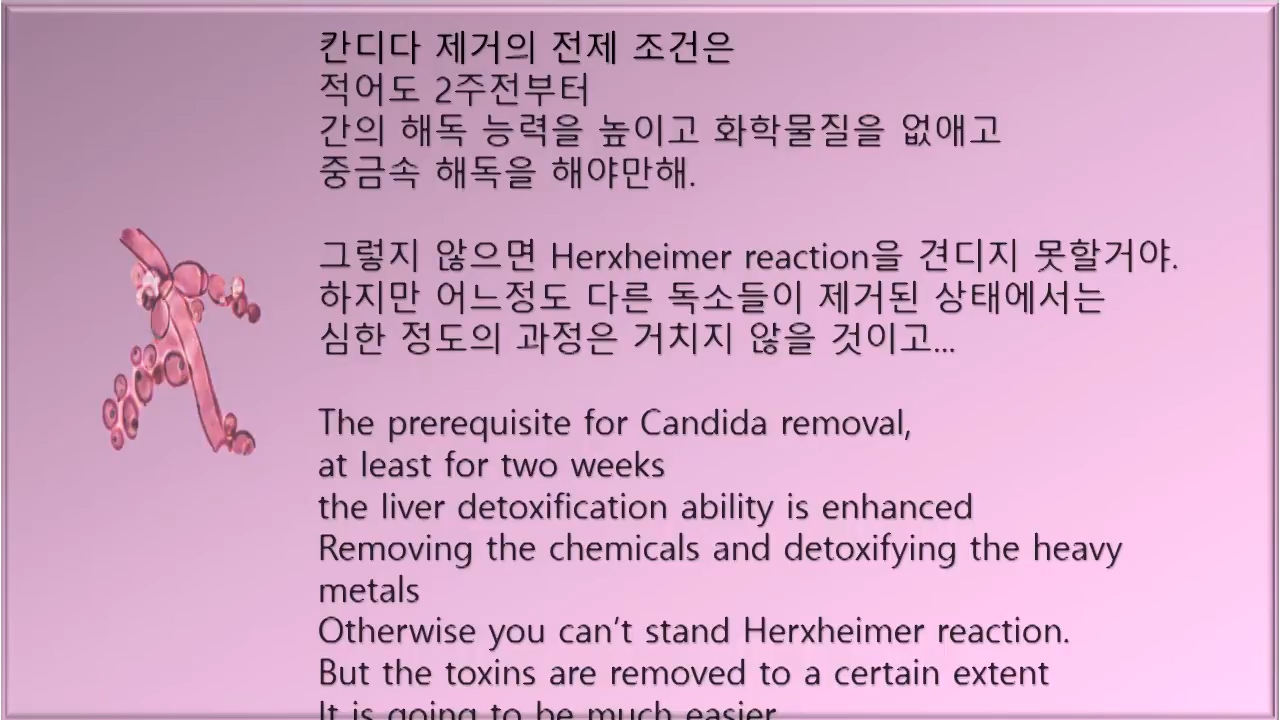 칸디다 제거의 전제 조건은
적어도 2주전부터
간의 해독 능력을 높이고 화학물질을 없애고
중금속 해독을 해야만해.
그렇지 않으면 Herxheimer reaction을 견디지 못할거야.
하지만 어느정도 다른 독소들이 제거된 상태에서는
심한 정도의 과정은 거치지 않을 것이고...
The prerequisite for Candida removal,
at least for two weeks
the liver detoxification ability is enhanced
Removing the chemicals and detoxifying the heavy
metals
Otherwise you can't stand Herxheimer reaction.
But the toxins are removed to a certain extent
It is going to be much easier